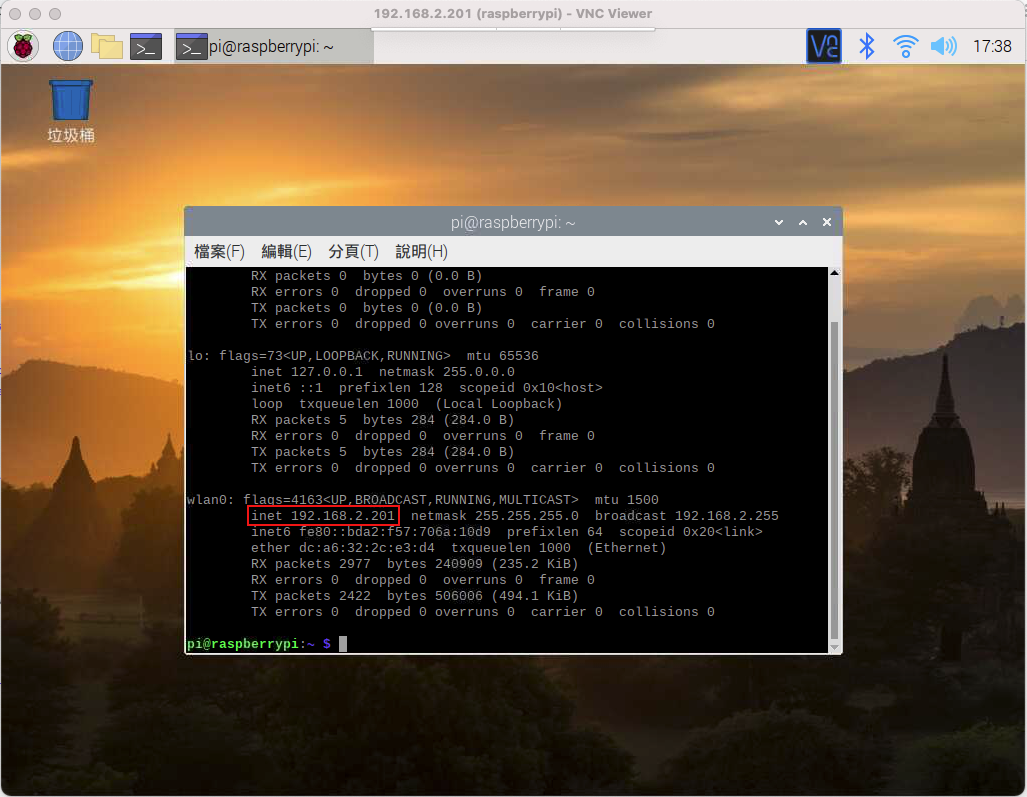 192.168.2.201 (raspberrypi) - VNC Viewer
pi@raspberrypi: ~
17:38
垃圾桶
pi@raspberrypi: ~
檔案(F) 編輯(E) 分頁(T) 說明(H)
RX packets 0 bytes 0 (0.0 B)
RX errors 0 dropped 0 overruns 0 frame 0
TX packets 0 bytes 0 (0.0 B)
TX errors 0 dropped 0 overruns 0 carrier 0 collisions 0
lo: flags=73<UP,LOOPBACK,RUNNING> mtu 65536
inet 127.0.0.1 netmask 255.0.0.0
inet6 ::1 prefixlen 128 scopeid 0x10<host>
loop txqueuelen 1000 (Local Loopback)
RX packets 5 bytes 284 (284.0 B)
RX errors 0 dropped 0 overruns 0 frame 0
TX packets 5 bytes 284 (284.0 B)
TX errors 0 dropped 0 overruns 0 carrier 0 collisions 0
wlan0: flags=4163<UP,BROADCAST,RUNNING,MULTICAST> mtu 1500
inet 192.168.2.201 netmask 255.255.255.0 broadcast 192.168.2.255
inet6 fe80::bda2:f57:706a:10d9 prefixlen 64 scopeid 0x20<link>
ether dc:a6:32:2c:e3:d4 txqueuelen 1000 (Ethernet)
RX packets 2977 bytes 240909 (235.2 KiB)
RX errors 0 dropped 0 overruns 0 frame 0
TX packets 2422 bytes 506006 (494.1 KiB)
TX errors 0 dropped 0 overruns 0 carrier 0 collisions 0
pi@raspberrypi:~ $